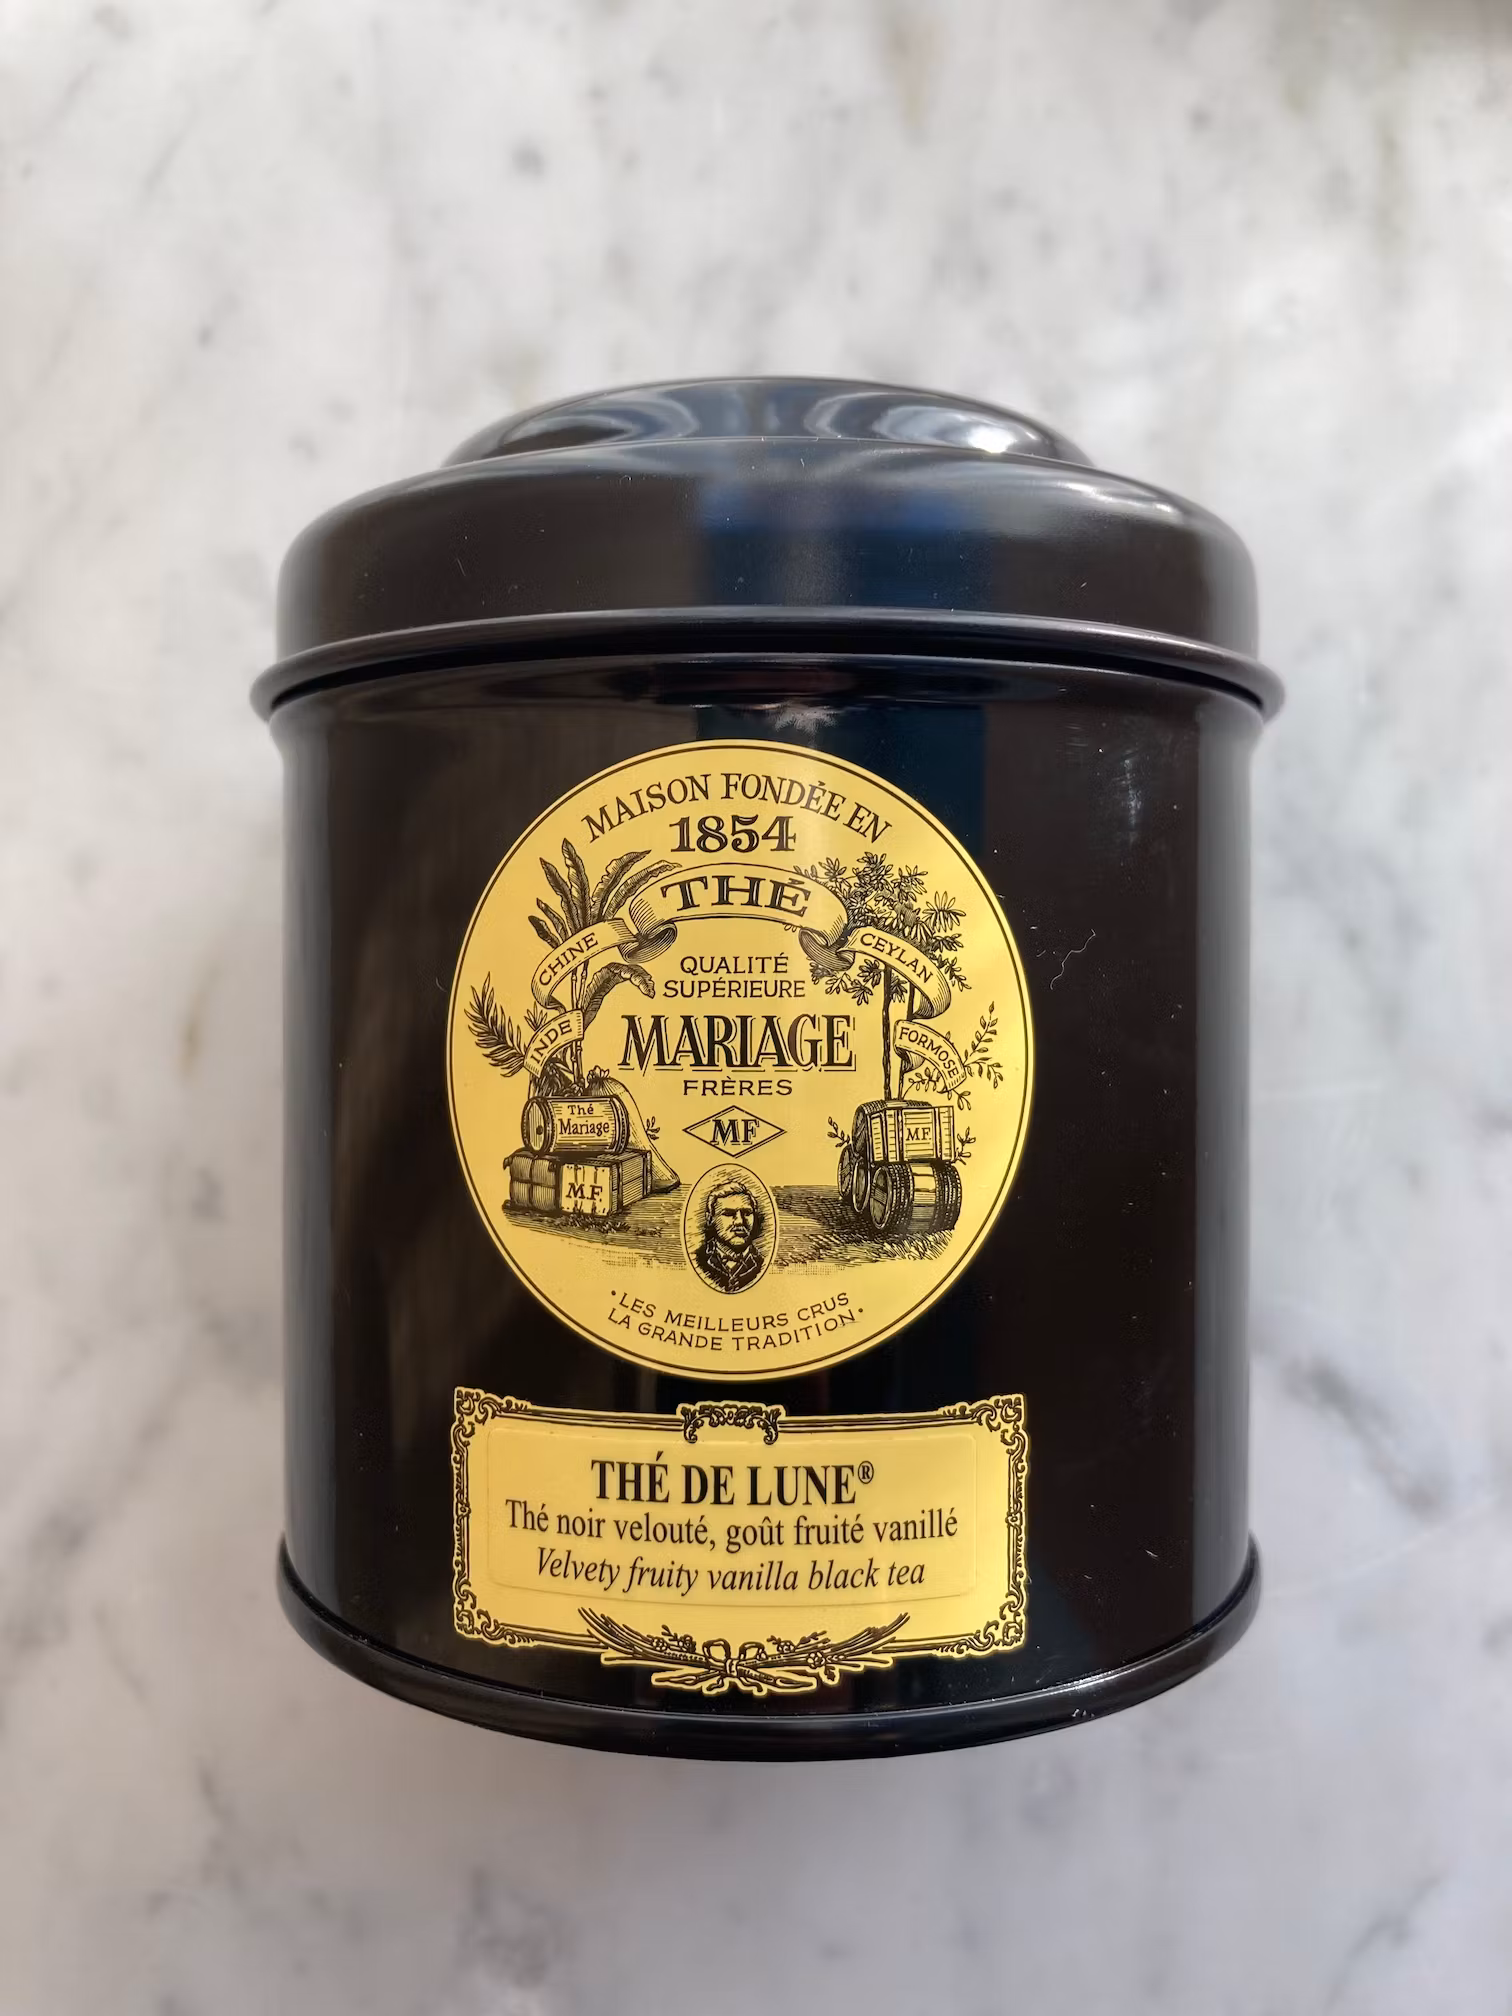 MAISON FONDÉE EN
1854
THÉ
CHINE
CEYLAN
INDE
FORMOSE
QUALITÉ
SUPÉRIEURE
MARIAGE
FRÈRES
MF
Thé
Mariage
M.F.
M.F.
• LES MEILLEURS CRUS
LA GRANDE TRADITION •
THÉ DE LUNE®
Thé noir velouté, goût fruité vanillé
Velvety fruity vanilla black tea